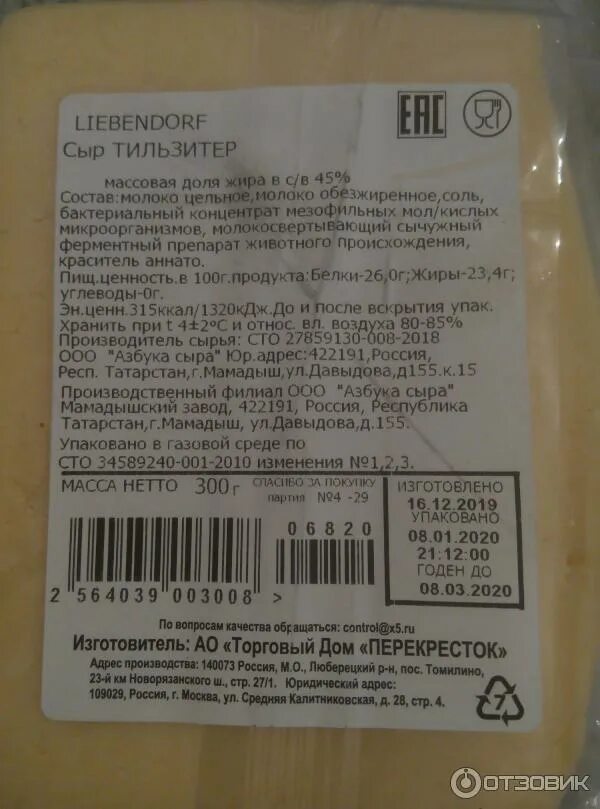 EAC
LIEBENDORF
Сыр ТИЛЬЗИТЕР
массовая доля жира в с/в 45%
Состав:молоко цельное,молоко обезжиренное,соль,
бактериальный концентрат мезофильных мол/кислых
микроорганизмов, молокосвертывающий сычужный
ферментный препарат животного происхождения,
краситель аннато.
Пищ.ценность.в 100г.продукта:Белки-26,0г;Жиры-23,4г;
углеводы-0г.
Эн.ценн.315ккал/1320кДж.До и после вскрытия упак.
Хранить при t 4±2°С и относ. вл. воздуха 80-85%
Производитель сырья: СТО 27859130-008-2018
ООО "Азбука сыра" Юр.адрес:422191,Россия,
Респ. Татарстан,г.Мамадыш,ул.Давыдова,д155.к.15
Производственный филиал ООО "Азбука сыра"
Мамадышский завод, 422191, Россия, Республика
Татарстан,г.Мамадыш, ул.Давыдова,д.155.
Упаковано в газовой среде по
СТО 34589240-001-2010 изменения №1,2,3.
МАССА НЕТТО 300г
СПАСИБО ЗА ПОКУПКУ
партия №4 -29
ИЗГОТОВЛЕНО
16.12.2019
УПАКОВАНО
08.01.2020
21:12:00
ГОДЕН ДО
08.03.2020
06820
2 564039 003008 >
По вопросам качества обращаться: control@x5.ru
Изготовитель: АО «Торговый Дом «ПЕРЕКРЕСТОК»
Адрес производства: 140073 Россия, М.О., Люберецкий р-н, пос. Томилино,
23-й км Новорязанского ш., стр. 27/1. Юридический адрес:
109029, Россия, г. Москва, ул. Средняя Калитниковская, д. 28, стр. 4.
7
ОТЗОВИК